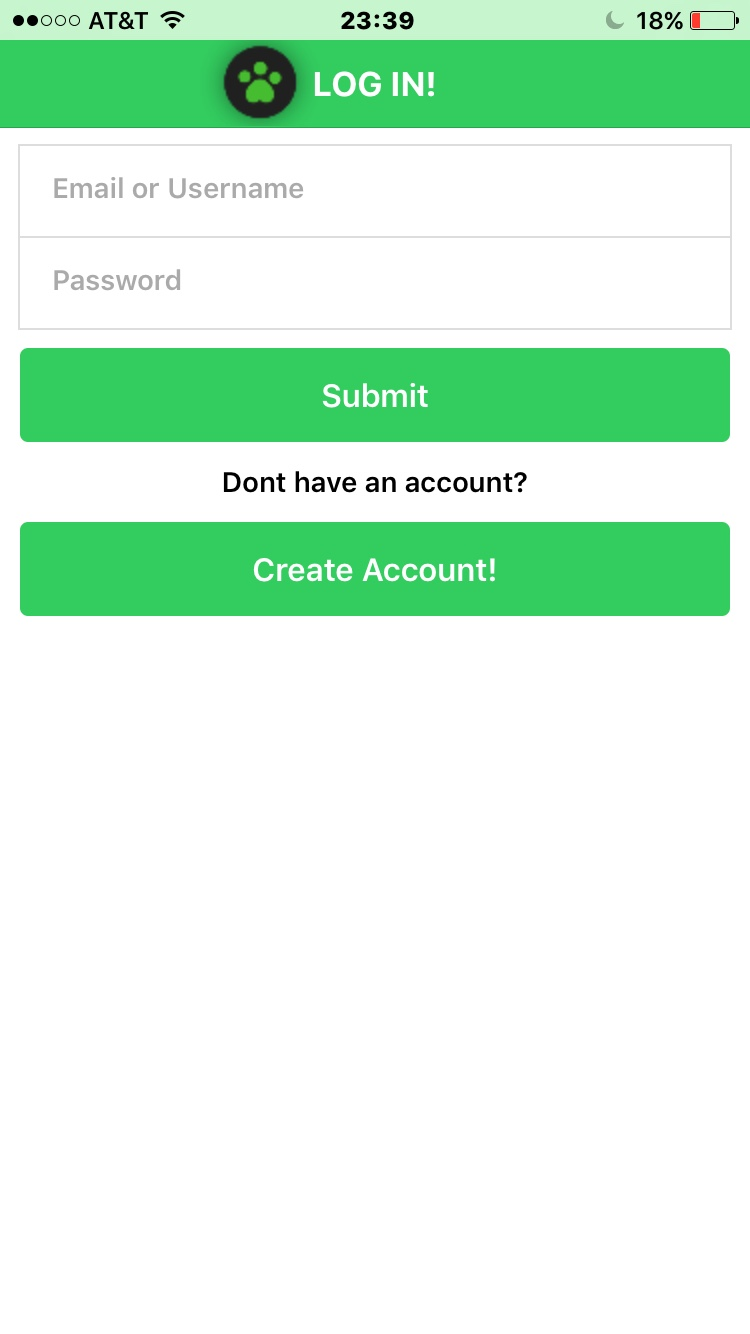 AT&T 23:39 18%
LOG IN!
Email or Username
Password
Submit
Dont have an account?
Create Account!